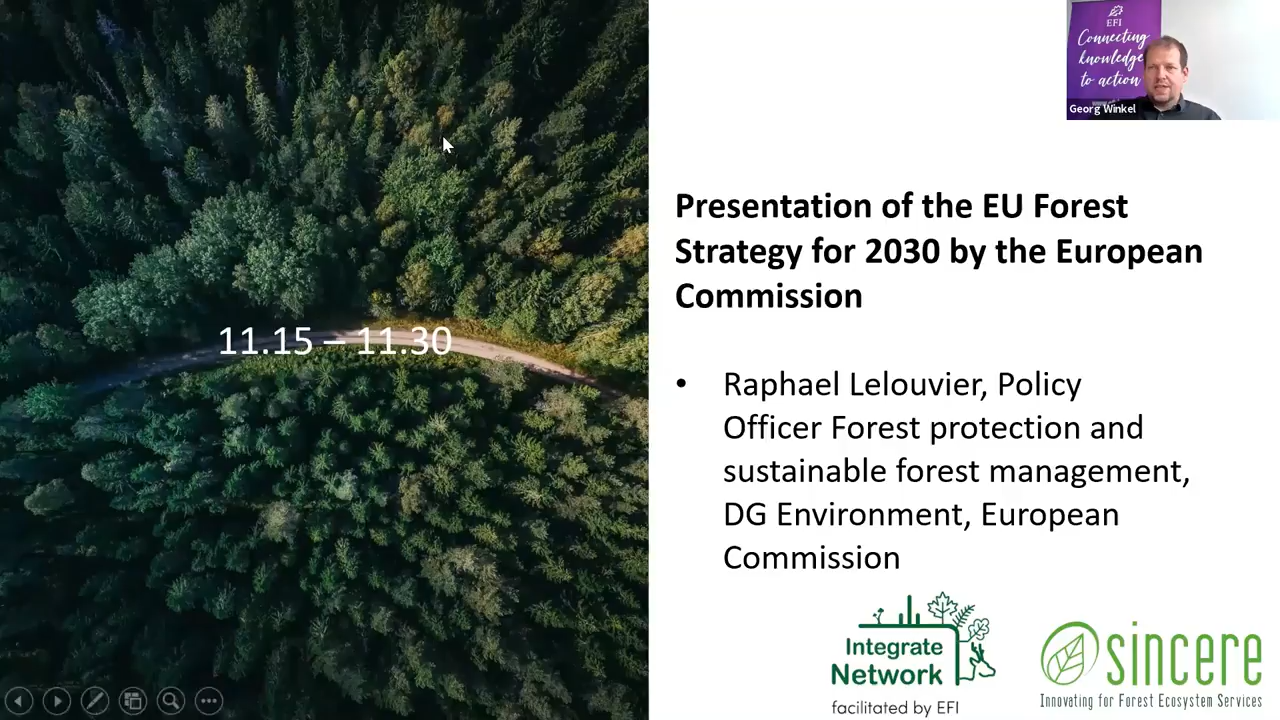 EFI
Connecting
knowledge
to action
Georg Winkel
Presentation of the EU Forest
Strategy for 2030 by the European
Commission
11.15 – 11.30
• Raphael Lelouvier, Policy
Officer Forest protection and
sustainable forest management,
DG Environment, European
Commission
Integrate
Network
facilitated by EFI
sincere
Innovating for Forest Ecosystem Services